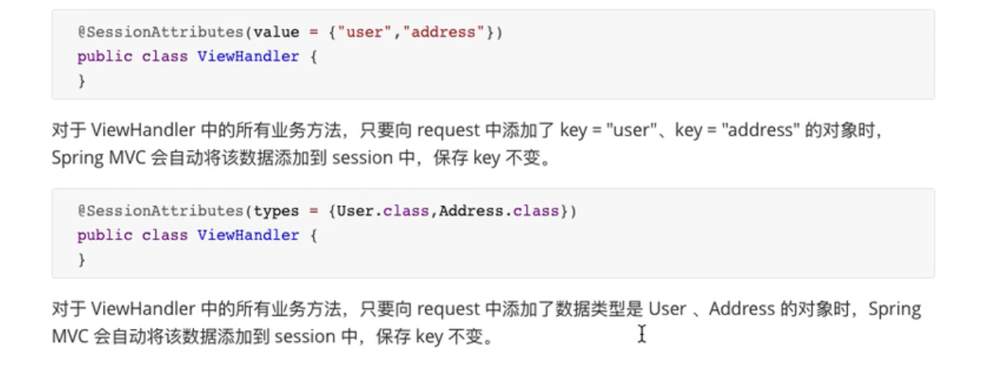 @SessionAttributes(value = {"user","address"})
public class ViewHandler {
}
对于 ViewHandler 中的所有业务方法，只要向 request 中添加了 key = "user"、key = "address" 的对象时，
Spring MVC 会自动将该数据添加到 session 中，保存 key 不变。
@SessionAttributes(types = {User.class,Address.class})
public class ViewHandler {
}
对于 ViewHandler 中的所有业务方法，只要向 request 中添加了数据类型是 User 、Address 的对象时，Spring
MVC 会自动将该数据添加到 session 中，保存 key 不变。